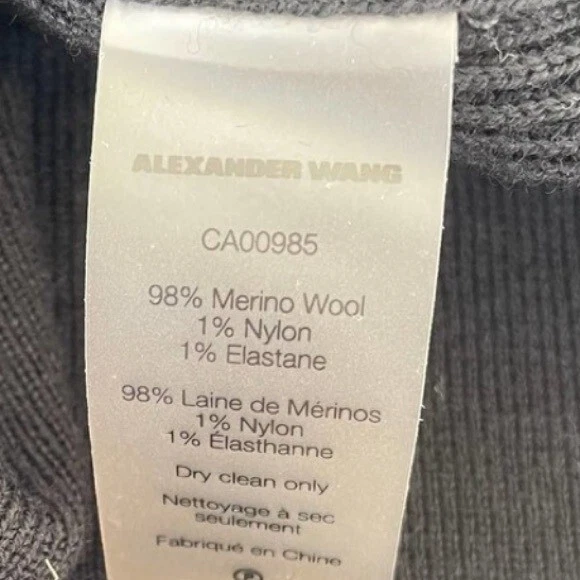 ALEXANDER WANG
CA00985
98% Merino Wool
1% Nylon
1% Elastane
98% Laine de Mérinos
1% Nylon
1% Élasthanne
Dry clean only
Nettoyage à sec
seulement
Fabriqué en Chine